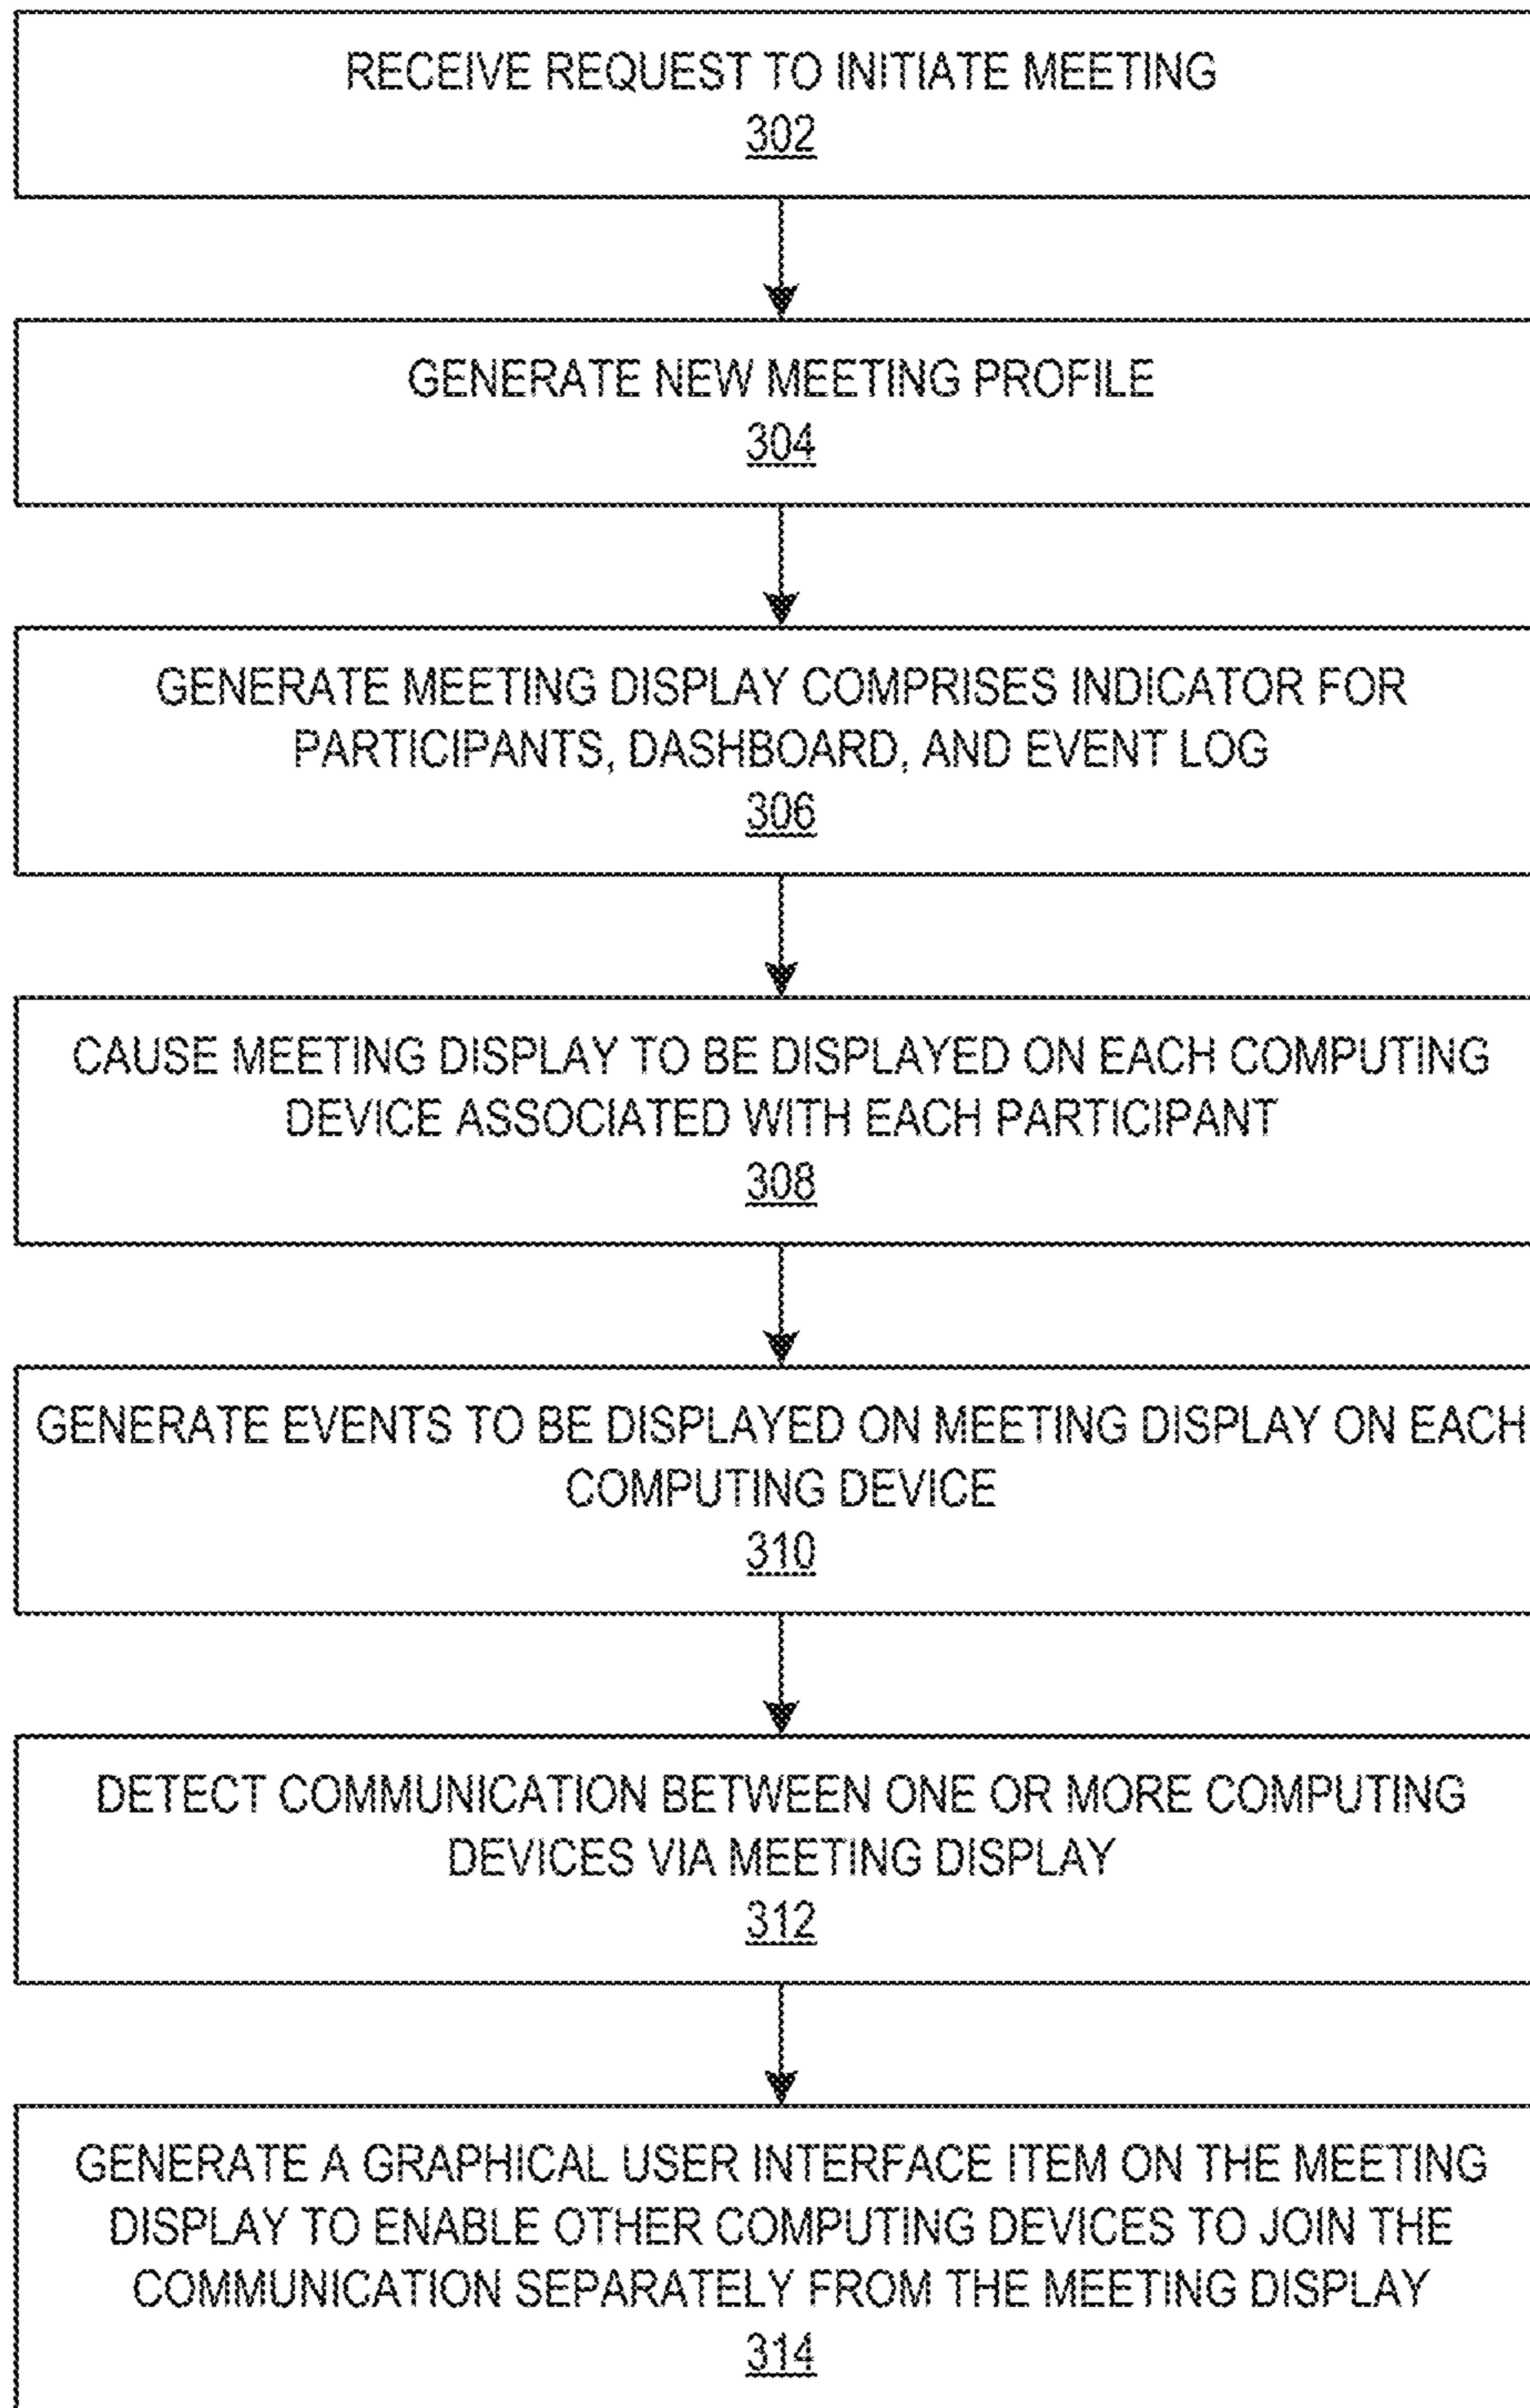 RECEIVE REQUEST TO INITIATE MEETING
302
GENERATE NEW MEETING PROFILE
304
GENERATE MEETING DISPLAY COMPRISES INDICATOR FOR
PARTICIPANTS, DASHBOARD, AND EVENT LOG
306
CAUSE MEETING DISPLAY TO BE DISPLAYED ON EACH COMPUTING
DEVICE ASSOCIATED WITH EACH PARTICIPANT
308
GENERATE EVENTS TO BE DISPLAYED ON MEETING DISPLAY ON EACH
COMPUTING DEVICE
310
DETECT COMMUNICATION BETWEEN ONE OR MORE COMPUTING
DEVICES VIA MEETING DISPLAY
312
GENERATE A GRAPHICAL USER INTERFACE ITEM ON THE MEETING
DISPLAY TO ENABLE OTHER COMPUTING DEVICES TO JOIN THE
COMMUNICATION SEPARATELY FROM THE MEETING DISPLAY
314